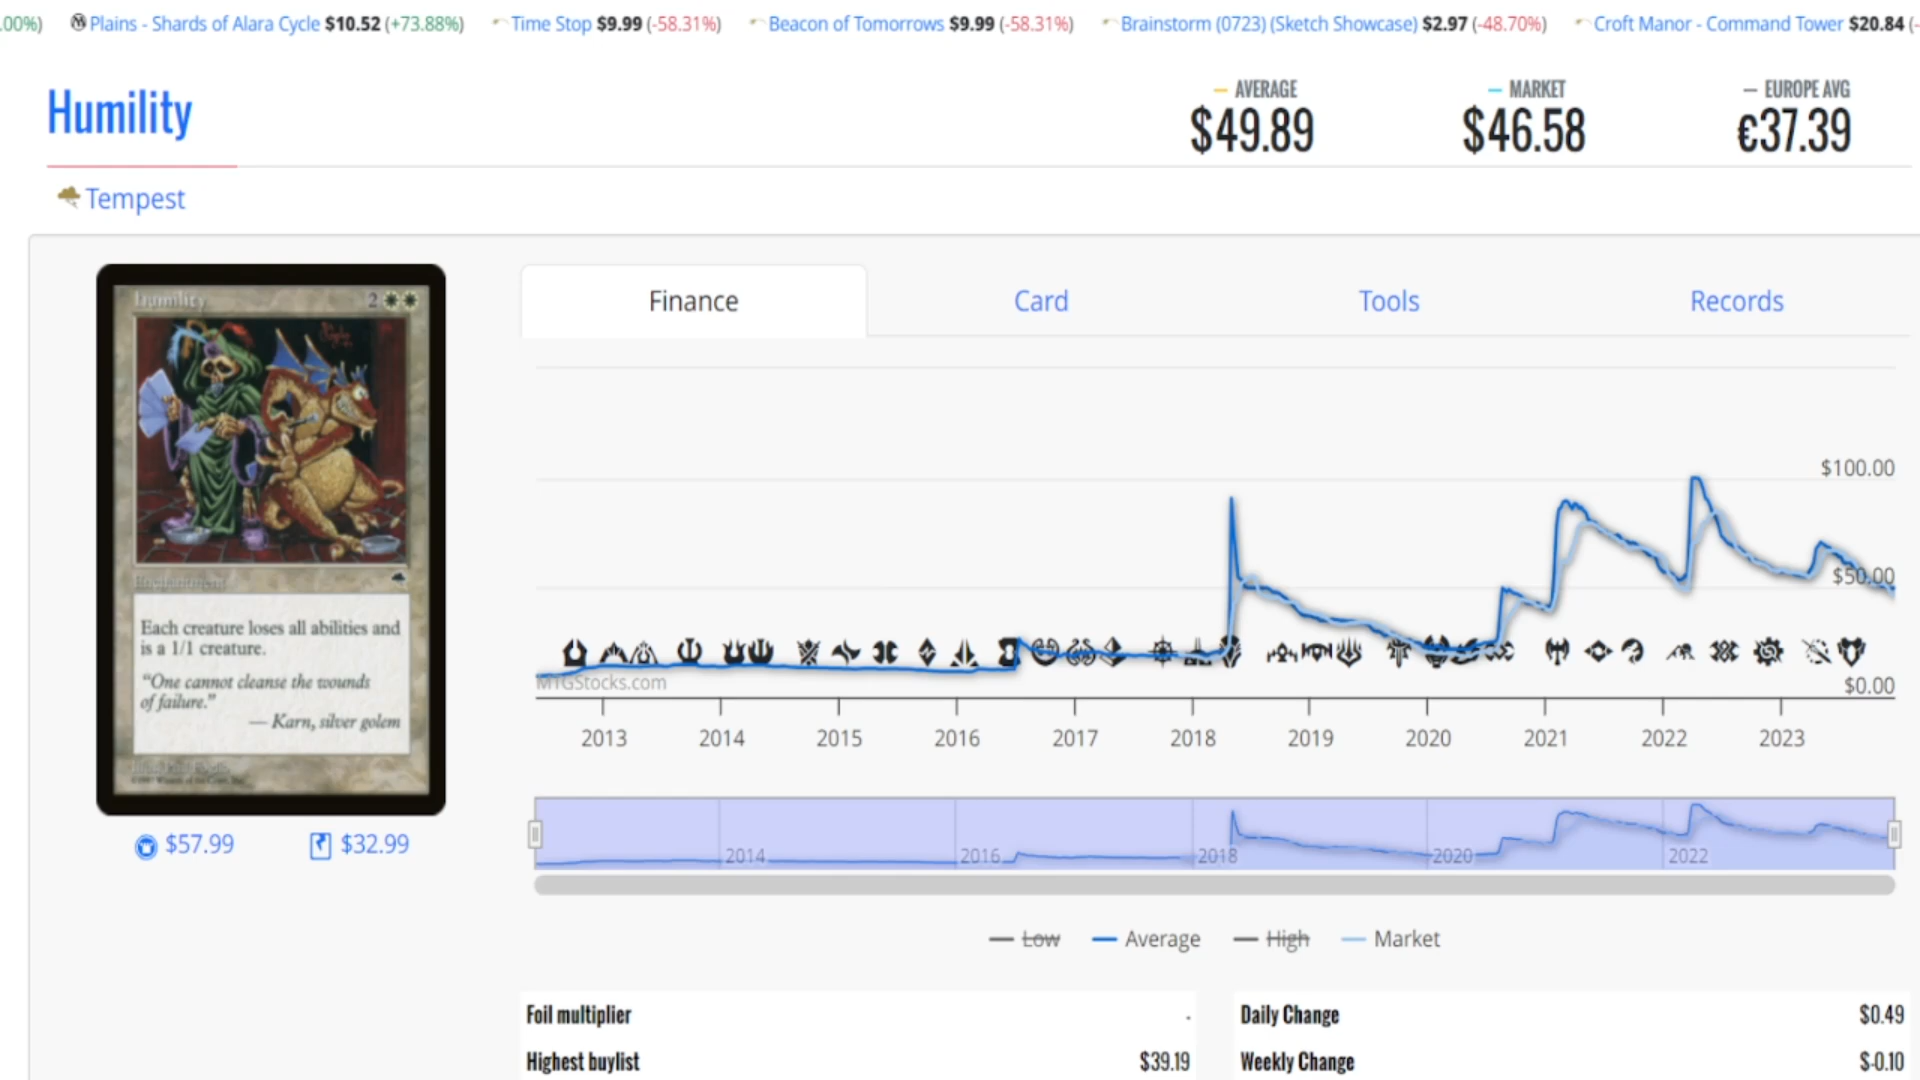 .00%) Plains - Shards of Alara Cycle $10.52 (+73.88%) Time Stop $9.99 (-58.31%) Beacon of Tomorrows $9.99 (-58.31%) Brainstorm (0723) (Sketch Showcase) $2.97 (-48.70%) Croft Manor - Command Tower $20.84 (-
Humility
AVERAGE
$49.89
MARKET
$46.58
EUROPE AVG
€37.39
Tempest
Humility 2
Enchantment
Each creature loses all abilities and
is a 1/1 creature.
“One cannot cleanse the wounds
of failure.”
— Karn, silver golem
$57.99 $32.99
Finance Card Tools Records
$100.00
$50.00
$0.00
MTGStocks.com
2013 2014 2015 2016 2017 2018 2019 2020 2021 2022 2023
2014 2016 2018 2020 2022
Low Average High Market
Foil multiplier -
Highest buylist $39.19
Daily Change $0.49
Weekly Change $-0.10